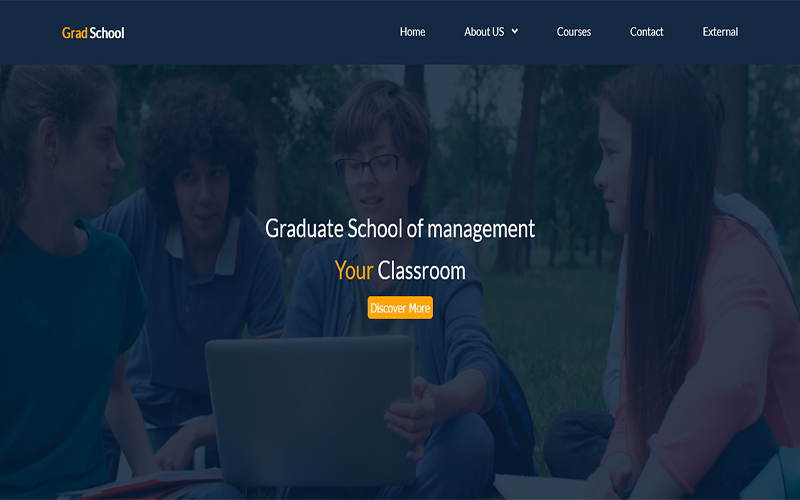 Grad School
Home
About US
Courses
Contact
External
Graduate School of management
Your Classroom
Discover More